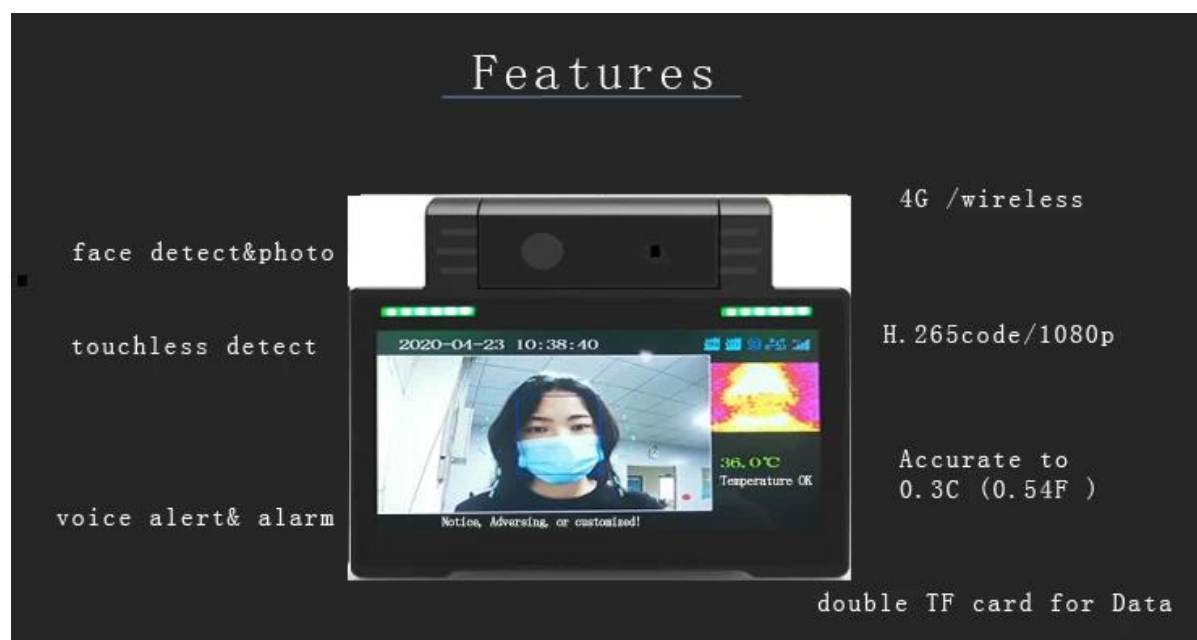 Features
4G /wireless
face detect&photo
touchless detect
H.265code/1080p
2020-04-23 10:38:40
36.0℃
Temperature OK
Accurate to
0.3C (0.54F )
voice alert& alarm
Notice, Adversing, or customized!
double TF card for Data